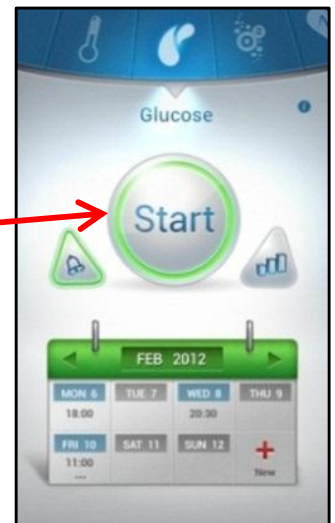 Glucose
Start
FEB 2012
MON 6 TUE 7 WED 8 THU 9
18:00 20:30
FRI 10 SAT 11 SUN 12
11:00 New
...